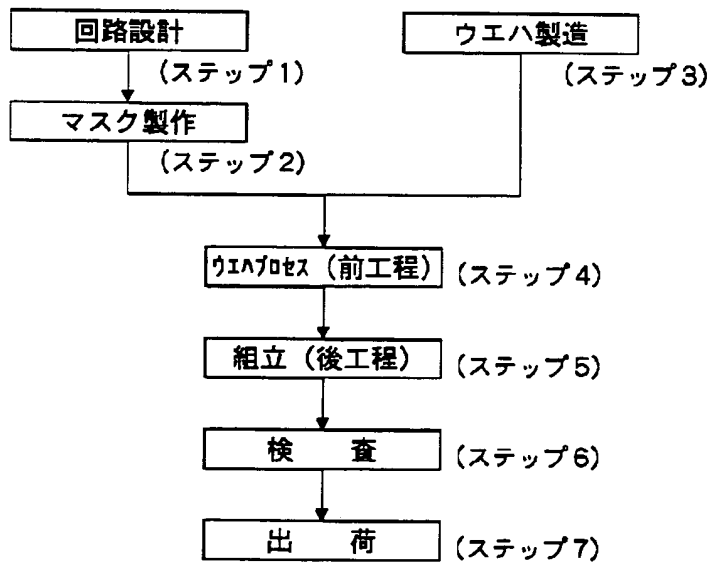 回路設計
(ステップ1)
ウエハ製造
(ステップ3)
マスク製作
(ステップ2)
ウエハプロセス(前工程)
(ステップ4)
組立(後工程)
(ステップ5)
検 査
(ステップ6)
出 荷
(ステップ7)